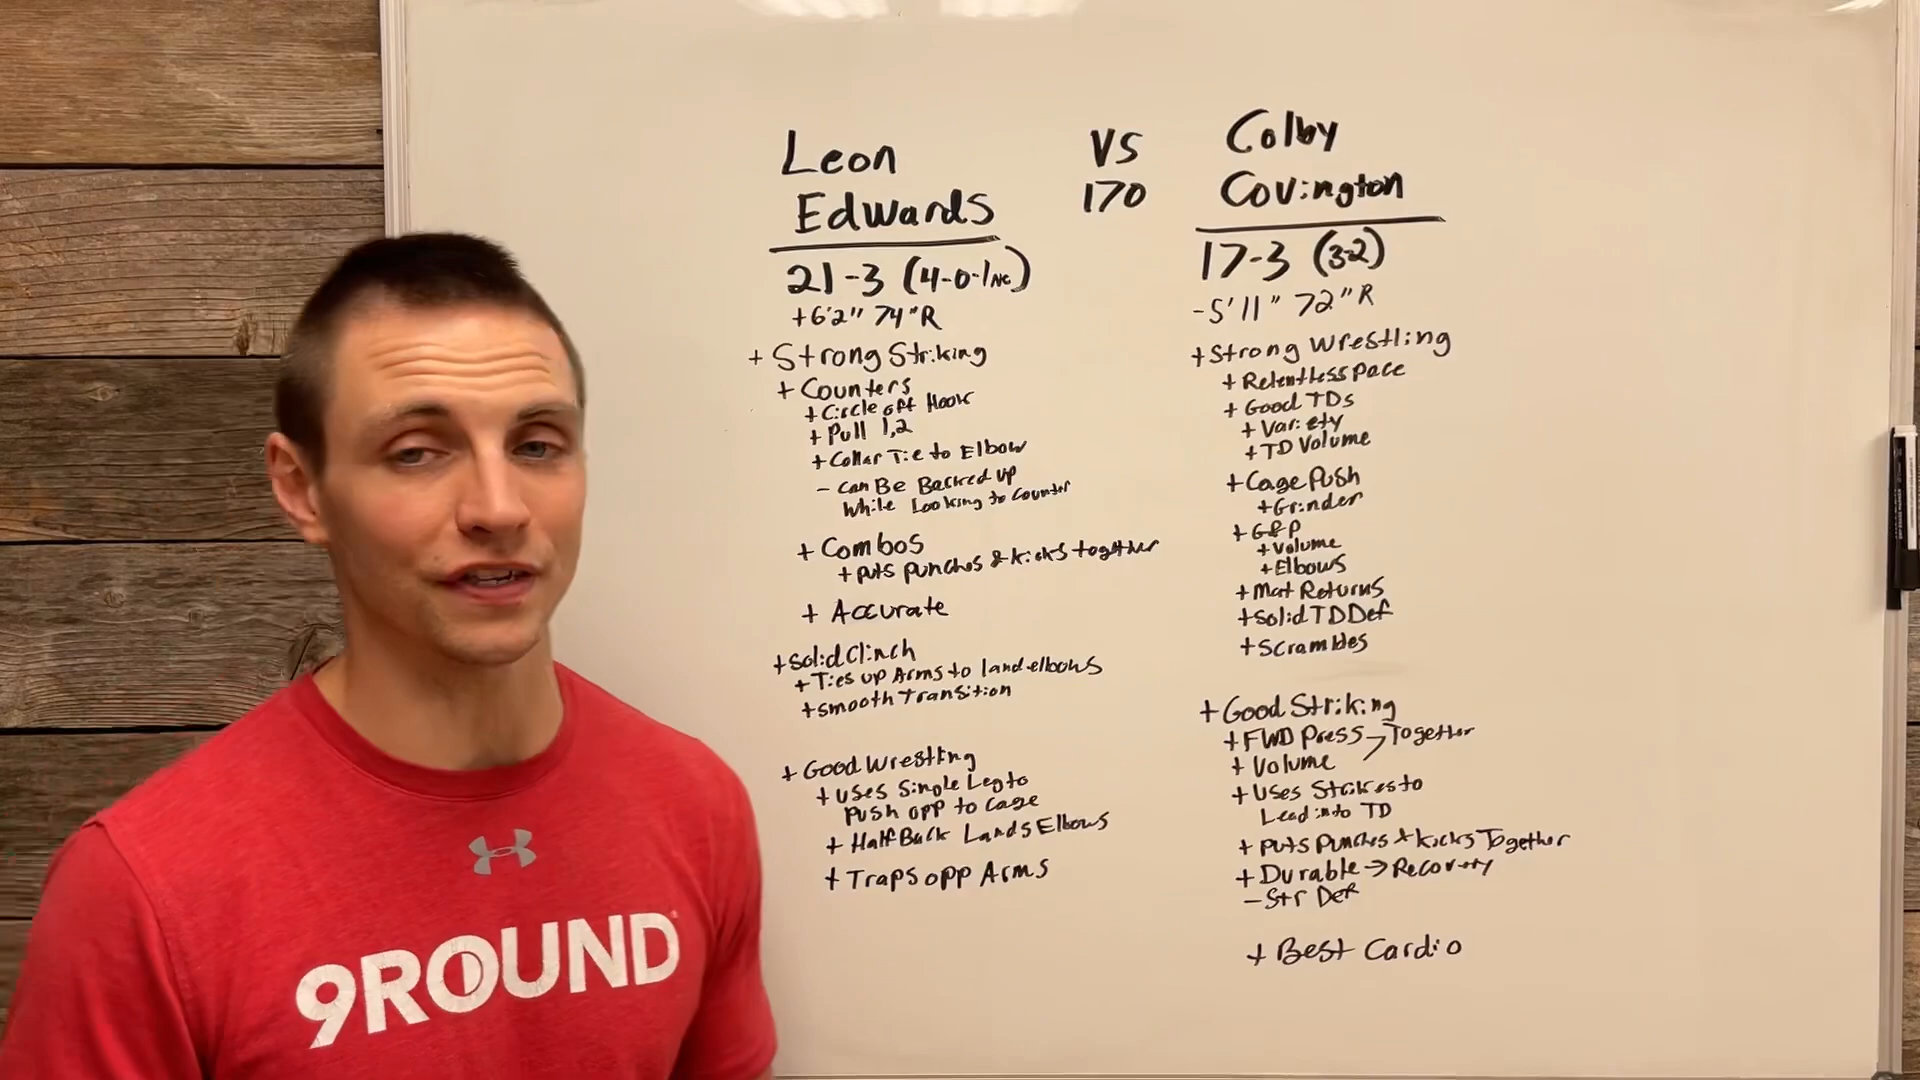 Leon
Edwards
21-3 (4-0-1NC)
+6'2" 74"R
+ Strong Striking
+ Counters
+ Circle off Hook
+ Pull 1,2
+ Collar Tie to Elbow
- Can Be Backed up
While Looking to Counter
+ Combos
+ puts punches & kicks together
+ Accurate
+ Solid Clinch
+ Ties up Arms to land elbows
+ smooth transition
+ Good Wrestling
+ Uses Single Leg to
Push opp to Cage
+ Half Back Lands Elbows
+ Traps opp Arms
VS
170
Colby
Covington
17-3 (3-2)
-5'11" 72"R
+ Strong Wrestling
+ Relentless Pace
+ Good TDs
+ Variety
+ TD Volume
+ Cage Push
+ Grinder
+ G&P
+ Volume
+ Elbows
+ Mat Returns
+ Solid TD Def
+ Scrambles
+ Good Striking
+ FWD Press > Together
+ Volume
+ Uses Strikes to
Lead into TD
+ Puts Punches + kicks Together
+ Durable → Recovery
- Str Def
+ Best Cardio
9ROUND